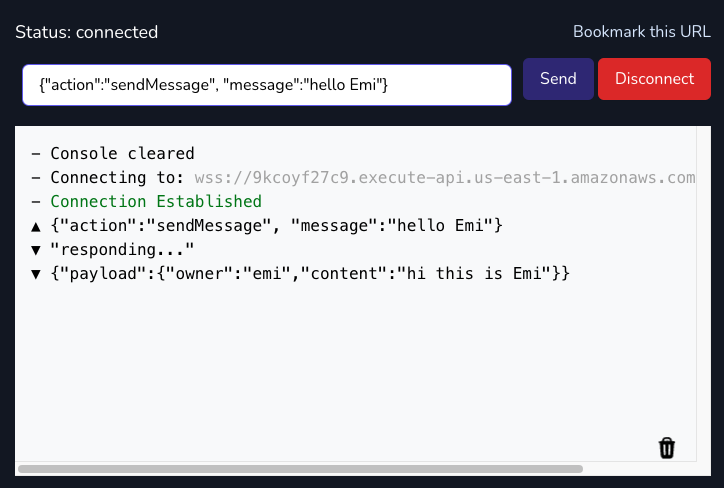 Status: connected
Bookmark this URL
{"action":"sendMessage", "message":"hello Emi"}
Send
Disconnect
– Console cleared
– Connecting to: wss://9kcoyf27c9.execute-api.us-east-1.amazonaws.com
– Connection Established
▲ {"action":"sendMessage", "message":"hello Emi"}
▼ "responding..."
▼ {"payload":{"owner":"emi","content":"hi this is Emi"}}